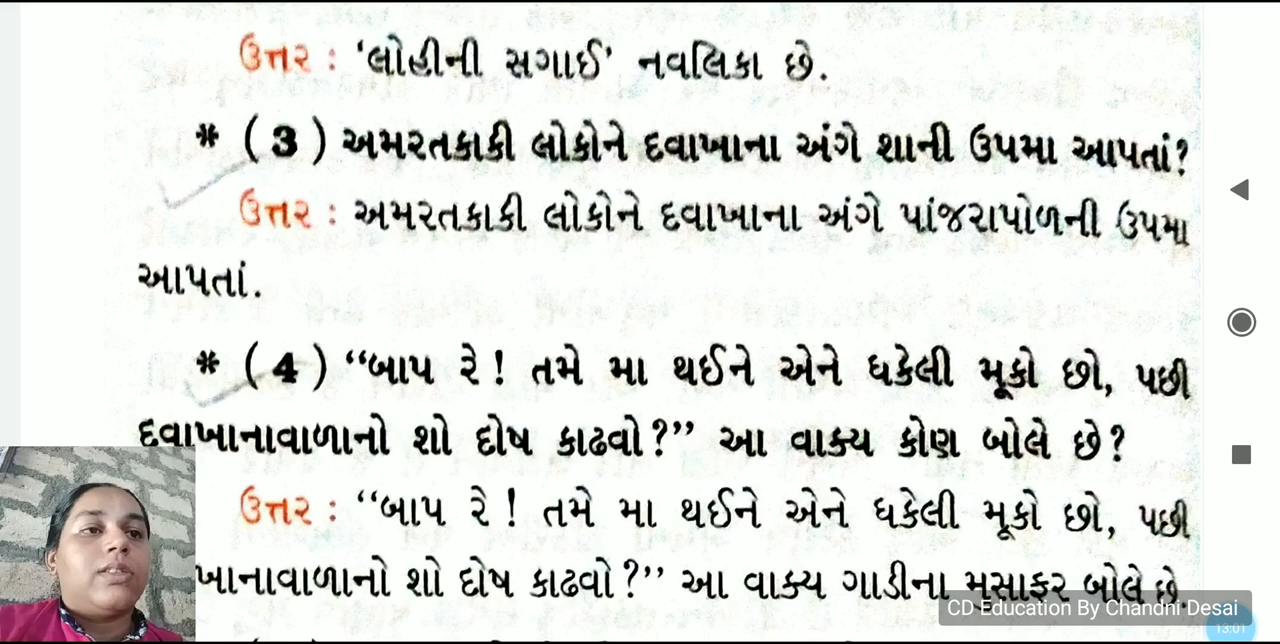 ઉત્તર : ‘લોહીની સગાઈ’ નવલિકા છે.
* ( 3 ) અમરતકાકી લોકોને દવાખાના અંગે શાની ઉપમા આપતાં?
ઉત્તર : અમરતકાકી લોકોને દવાખાના અંગે પાંજરાપોળની ઉપમા
આપતાં.
* ( 4 ) “બાપ રે ! તમે મા થઈને એને ધકેલી મૂકો છો, પછી
દવાખાનાવાળાનો શો દોષ કાઢવો ?” આ વાક્ય કોણ બોલે છે?
ઉત્તર : “બાપ રે ! તમે મા થઈને એને ધકેલી મૂકો છો, પછી
ખાનાવાળાનો શો દોષ કાઢવો ?” આ વાક્ય ગાડીના મસાફર બોલે છે.
CD Education By Chandni Desai
13:01